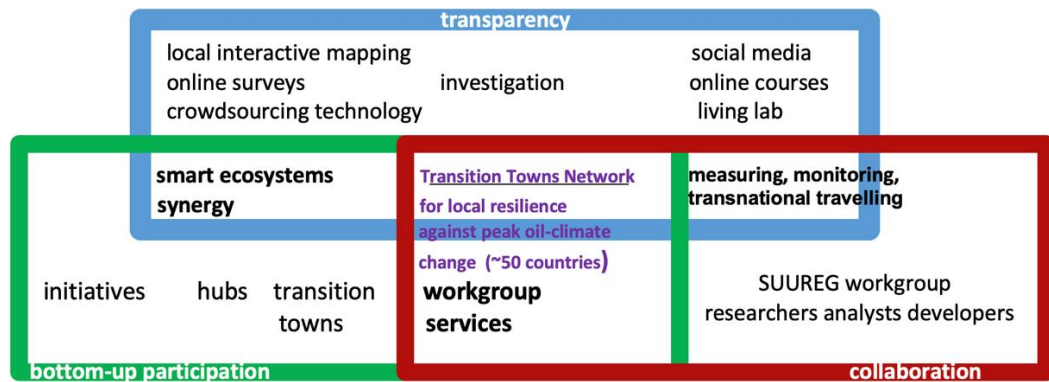 transparency
local interactive mapping
online surveys
crowdsourcing technology
investigation
social media
online courses
living lab
smart ecosystems
synergy
Transition Towns Network
for local resilience
against peak oil-climate
change (~50 countries)
measuring, monitoring,
transnational travelling
initiatives
hubs
transition
towns
workgroup
services
SUUREG workgroup
researchers analysts developers
bottom-up participation
collaboration